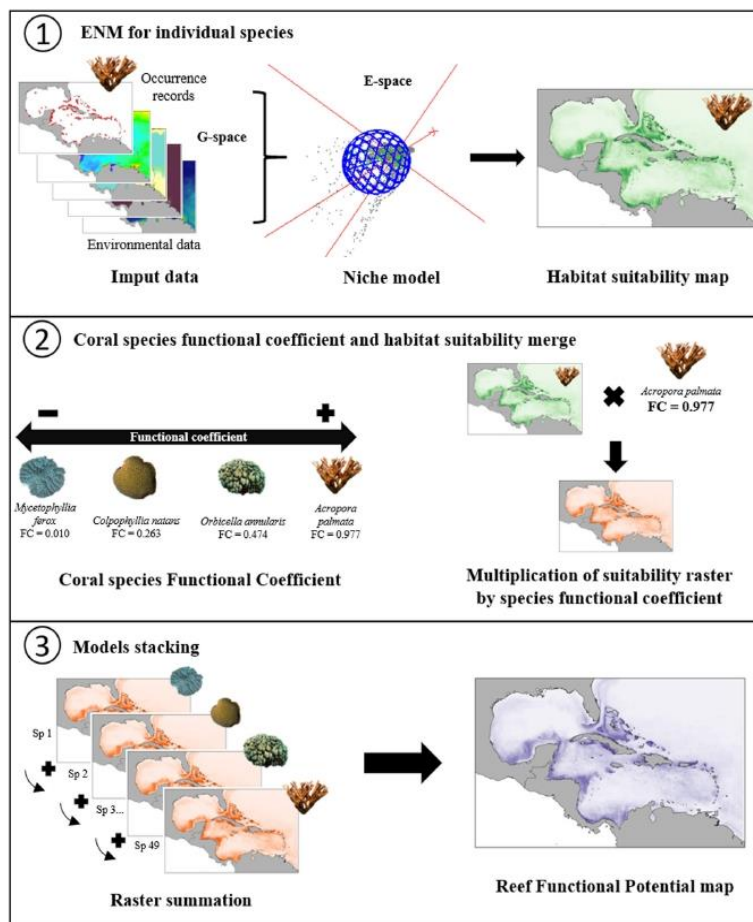 1 ENM for individual species
Occurrence
records
G-space
Environmental data
Imput data
E-space
Niche model
Habitat suitability map
2 Coral species functional coefficient and habitat suitability merge
Functional coefficient
Mycetophyllia
ferox
FC = 0.010
Colpophyllia natans
FC = 0.263
Orbicella annularis
FC = 0.474
Acropora
palmata
FC = 0.977
Coral species Functional Coefficient
Acropora palmata
FC = 0.977
Multiplication of suitability raster
by species functional coefficient
3 Models stacking
Sp 1
Sp 2
Sp 3...
Sp 49
Raster summation
Reef Functional Potential map